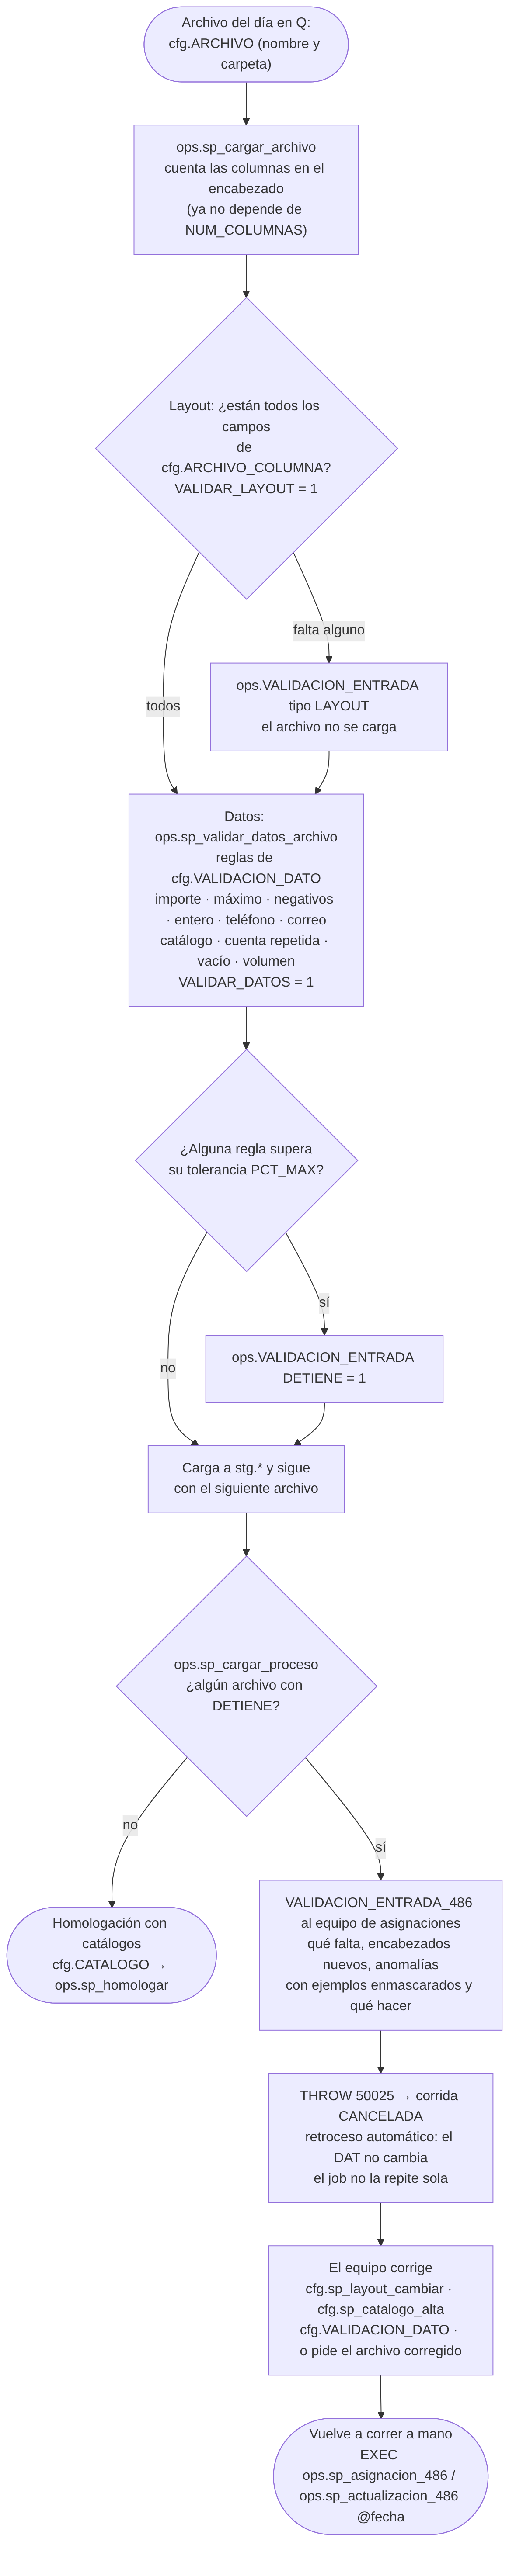 Archivo del día en Q:
cfg.ARCHIVO (nombre y
carpeta)
ops.sp_cargar_archivo
cuenta las columnas en el
encabezado
(ya no depende de
NUM_COLUMNAS)
Layout: ¿están todos los
campos
de
cfg.ARCHIVO_COLUMNA?
VALIDAR_LAYOUT = 1
falta alguno
todos
ops.VALIDACION_ENTRADA
tipo LAYOUT
el archivo no se carga
Datos:
ops.sp_validar_datos_archivo
reglas de
cfg.VALIDACION_DATO
importe · máximo · negativos
· entero · teléfono · correo
catálogo · cuenta repetida ·
vacío · volumen
VALIDAR_DATOS = 1
¿Alguna regla supera
su tolerancia PCT_MAX?
sí
no
ops.VALIDACION_ENTRADA
DETIENE = 1
Carga a stg.* y sigue
con el siguiente archivo
ops.sp_cargar_proceso
¿algún archivo con
DETIENE?
no
sí
Homologación con
catálogos
cfg.CATALOGO →
ops.sp_homologar
VALIDACION_ENTRADA_486
al equipo de asignaciones
qué falta, encabezados
nuevos, anomalías
con ejemplos enmascarados y
qué hacer
THROW 50025 → corrida
CANCELADA
retroceso automático: el
DAT no cambia
el job no la repite sola
El equipo corrige
cfg.sp_layout_cambiar ·
cfg.sp_catalogo_alta
cfg.VALIDACION_DATO ·
o pide el archivo corregido
Vuelve a correr a mano
EXEC
ops.sp_asignacion_486 /
ops.sp_actualizacion_486
@fecha